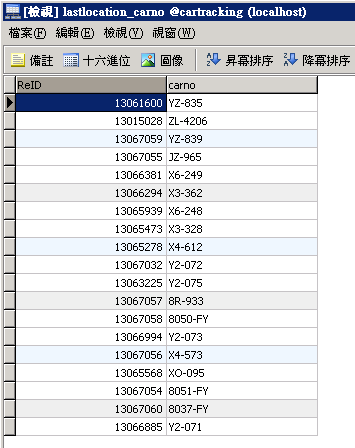 [檢視] lastlocation_carno @cartracking (localhost)
檔案(F) 編輯(E) 檢視(V) 視窗(W)
備註 十六進位 圖像 昇冪排序 降冪排序
ReID carno
13061600 YZ-835
13015028 ZL-4206
13067059 YZ-839
13067055 JZ-965
13066381 X6-249
13066294 X3-362
13065939 X6-248
13065473 X3-328
13065278 X4-612
13067032 Y2-072
13063225 Y2-075
13067057 8R-933
13067058 8050-FY
13066994 Y2-073
13067056 X4-573
13065568 XO-095
13067054 8051-FY
13067060 8037-FY
13066885 Y2-071